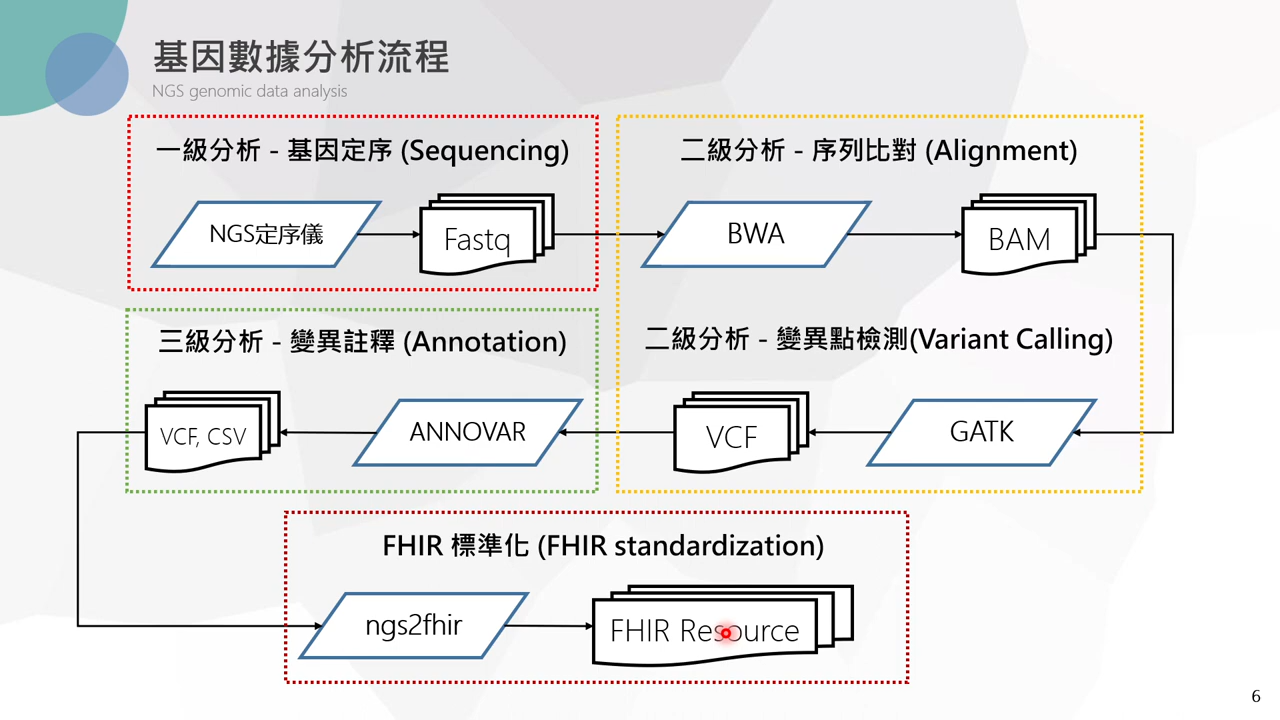 基因數據分析流程
NGS genomic data analysis
一級分析 - 基因定序 (Sequencing)
NGS定序儀
Fastq
二級分析 - 序列比對 (Alignment)
BWA
BAM
二級分析 - 變異點檢測(Variant Calling)
GATK
VCF
三級分析 - 變異註釋 (Annotation)
ANNOVAR
VCF, CSV
FHIR 標準化 (FHIR standardization)
ngs2fhir
FHIR Resource
6